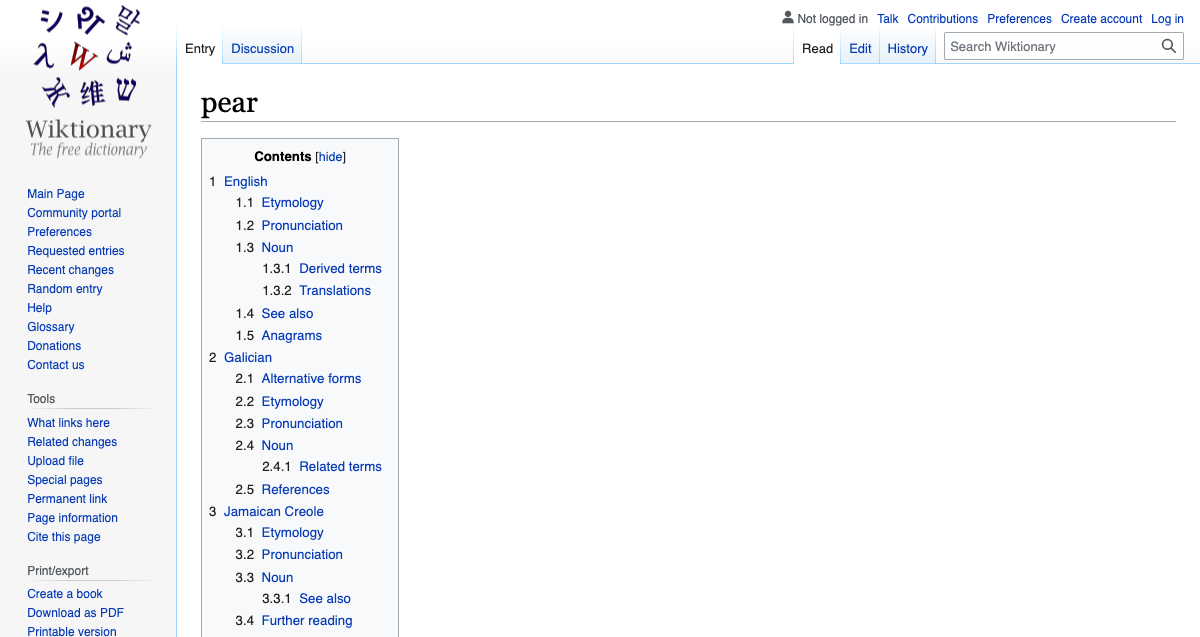 Not logged in Talk Contributions Preferences Create account Log in
Entry Discussion Read Edit History Search Wiktionary
シ 말
维 ש
Wiktionary
The free dictionary
Main Page
Community portal
Preferences
Requested entries
Recent changes
Random entry
Help
Glossary
Donations
Contact us
Tools
What links here
Related changes
Upload file
Special pages
Permanent link
Page information
Cite this page
Print/export
Create a book
Download as PDF
Printable version
pear
Contents [hide]
1 English
1.1 Etymology
1.2 Pronunciation
1.3 Noun
1.3.1 Derived terms
1.3.2 Translations
1.4 See also
1.5 Anagrams
2 Galician
2.1 Alternative forms
2.2 Etymology
2.3 Pronunciation
2.4 Noun
2.4.1 Related terms
2.5 References
3 Jamaican Creole
3.1 Etymology
3.2 Pronunciation
3.3 Noun
3.3.1 See also
3.4 Further reading